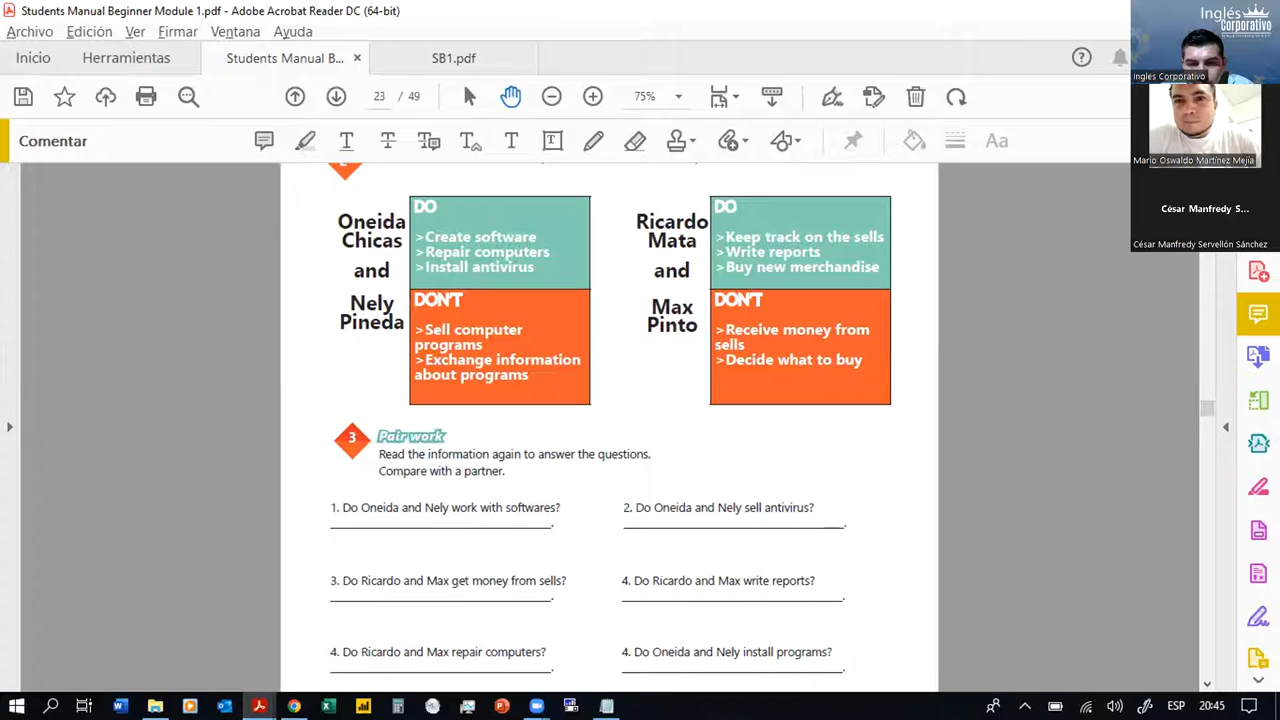 Students Manual Beginner Module 1.pdf - Adobe Acrobat Reader DC (64-bit)
Archivo Edición Ver Firmar Ventana Ayuda
Inicio Herramientas Students Manual B... × SB1.pdf
23 / 49 75%
Comentar
Oneida
Chicas
and
Nely
Pineda
DO
>Create software
>Repair computers
>Install antivirus
DON'T
>Sell computer
programs
>Exchange information
about programs
Ricardo
Mata
and
Max
Pinto
DO
>Keep track on the sells
>Write reports
>Buy new merchandise
DON'T
>Receive money from
sells
>Decide what to buy
3
Pair work
Read the information again to answer the questions.
Compare with a partner.
1. Do Oneida and Nely work with softwares?
2. Do Oneida and Nely sell antivirus?
3. Do Ricardo and Max get money from sells?
4. Do Ricardo and Max write reports?
4. Do Ricardo and Max repair computers?
4. Do Oneida and Nely install programs?
Inglés
Corporativo
Ingles Corporativo
Mario Oswaldo Martínez Mejía
César Manfredy S...
César Manfredy Servellón Sánchez
ESP 20:45